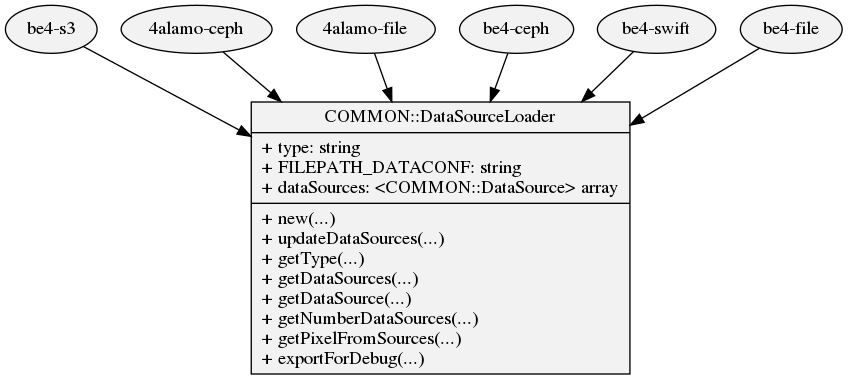 be4-s3
4alamo-ceph
4alamo-file
be4-ceph
be4-swift
be4-file
COMMON::DataSourceLoader
+ type: string
+ FILEPATH_DATACONF: string
+ dataSources: <COMMON::DataSource> array
+ new(...)
+ updateDataSources(...)
+ getType(...)
+ getDataSources(...)
+ getDataSource(...)
+ getNumberDataSources(...)
+ getPixelFromSources(...)
+ exportForDebug(...)